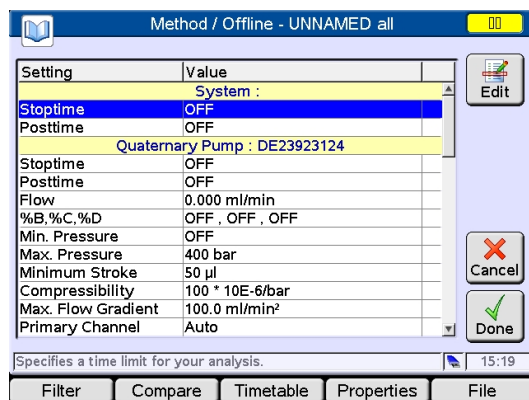 Method / Offline - UNNAMED all
Setting Value
System :
Stoptime OFF
Posttime OFF
Quaternary Pump : DE23923124
Stoptime OFF
Posttime OFF
Flow 0.000 ml/min
%B,%C,%D OFF , OFF , OFF
Min. Pressure OFF
Max. Pressure 400 bar
Minimum Stroke 50 µl
Compressibility 100 * 10E-6/bar
Max. Flow Gradient 100.0 ml/min²
Primary Channel Auto
Edit
Cancel
Done
Specifies a time limit for your analysis. 15:19
Filter Compare Timetable Properties File